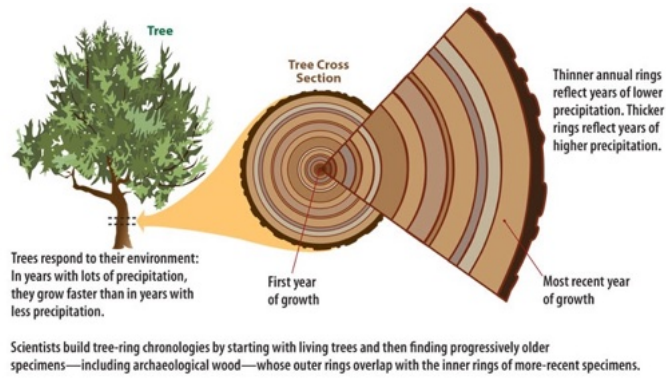 Tree
Tree Cross
Section
Thinner annual rings
reflect years of lower
precipitation. Thicker
rings reflect years of
higher precipitation.
Trees respond to their environment:
In years with lots of precipitation,
they grow faster than in years with
less precipitation.
First year
of growth
Most recent year
of growth
Scientists build tree-ring chronologies by starting with living trees and then finding progressively older
specimens—including archaeological wood—whose outer rings overlap with the inner rings of more-recent specimens.